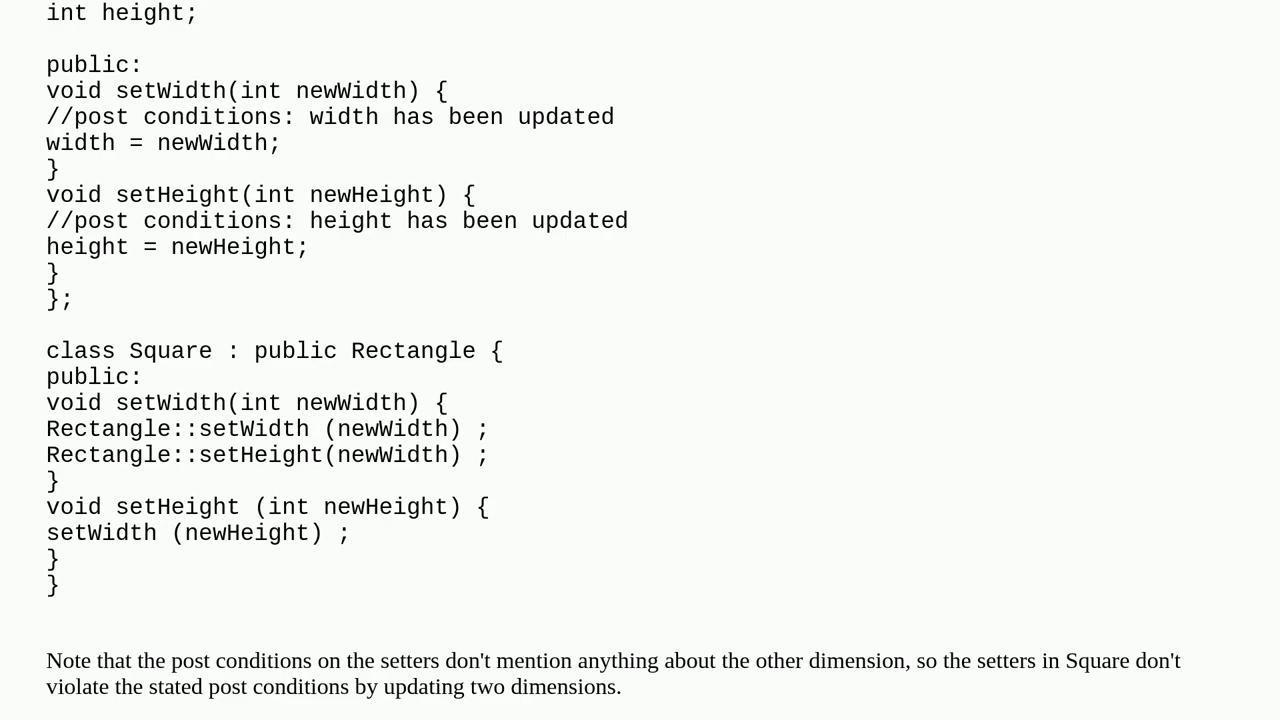 int height;
public:
void setWidth(int newWidth) {
//post conditions: width has been updated
width = newWidth;
}
void setHeight(int newHeight) {
//post conditions: height has been updated
height = newHeight;
}
};
class Square : public Rectangle {
public:
void setWidth(int newWidth) {
Rectangle::setWidth (newWidth) ;
Rectangle::setHeight(newWidth) ;
}
void setHeight (int newHeight) {
setWidth (newHeight) ;
}
}
Note that the post conditions on the setters don't mention anything about the other dimension, so the setters in Square don't
violate the stated post conditions by updating two dimensions.